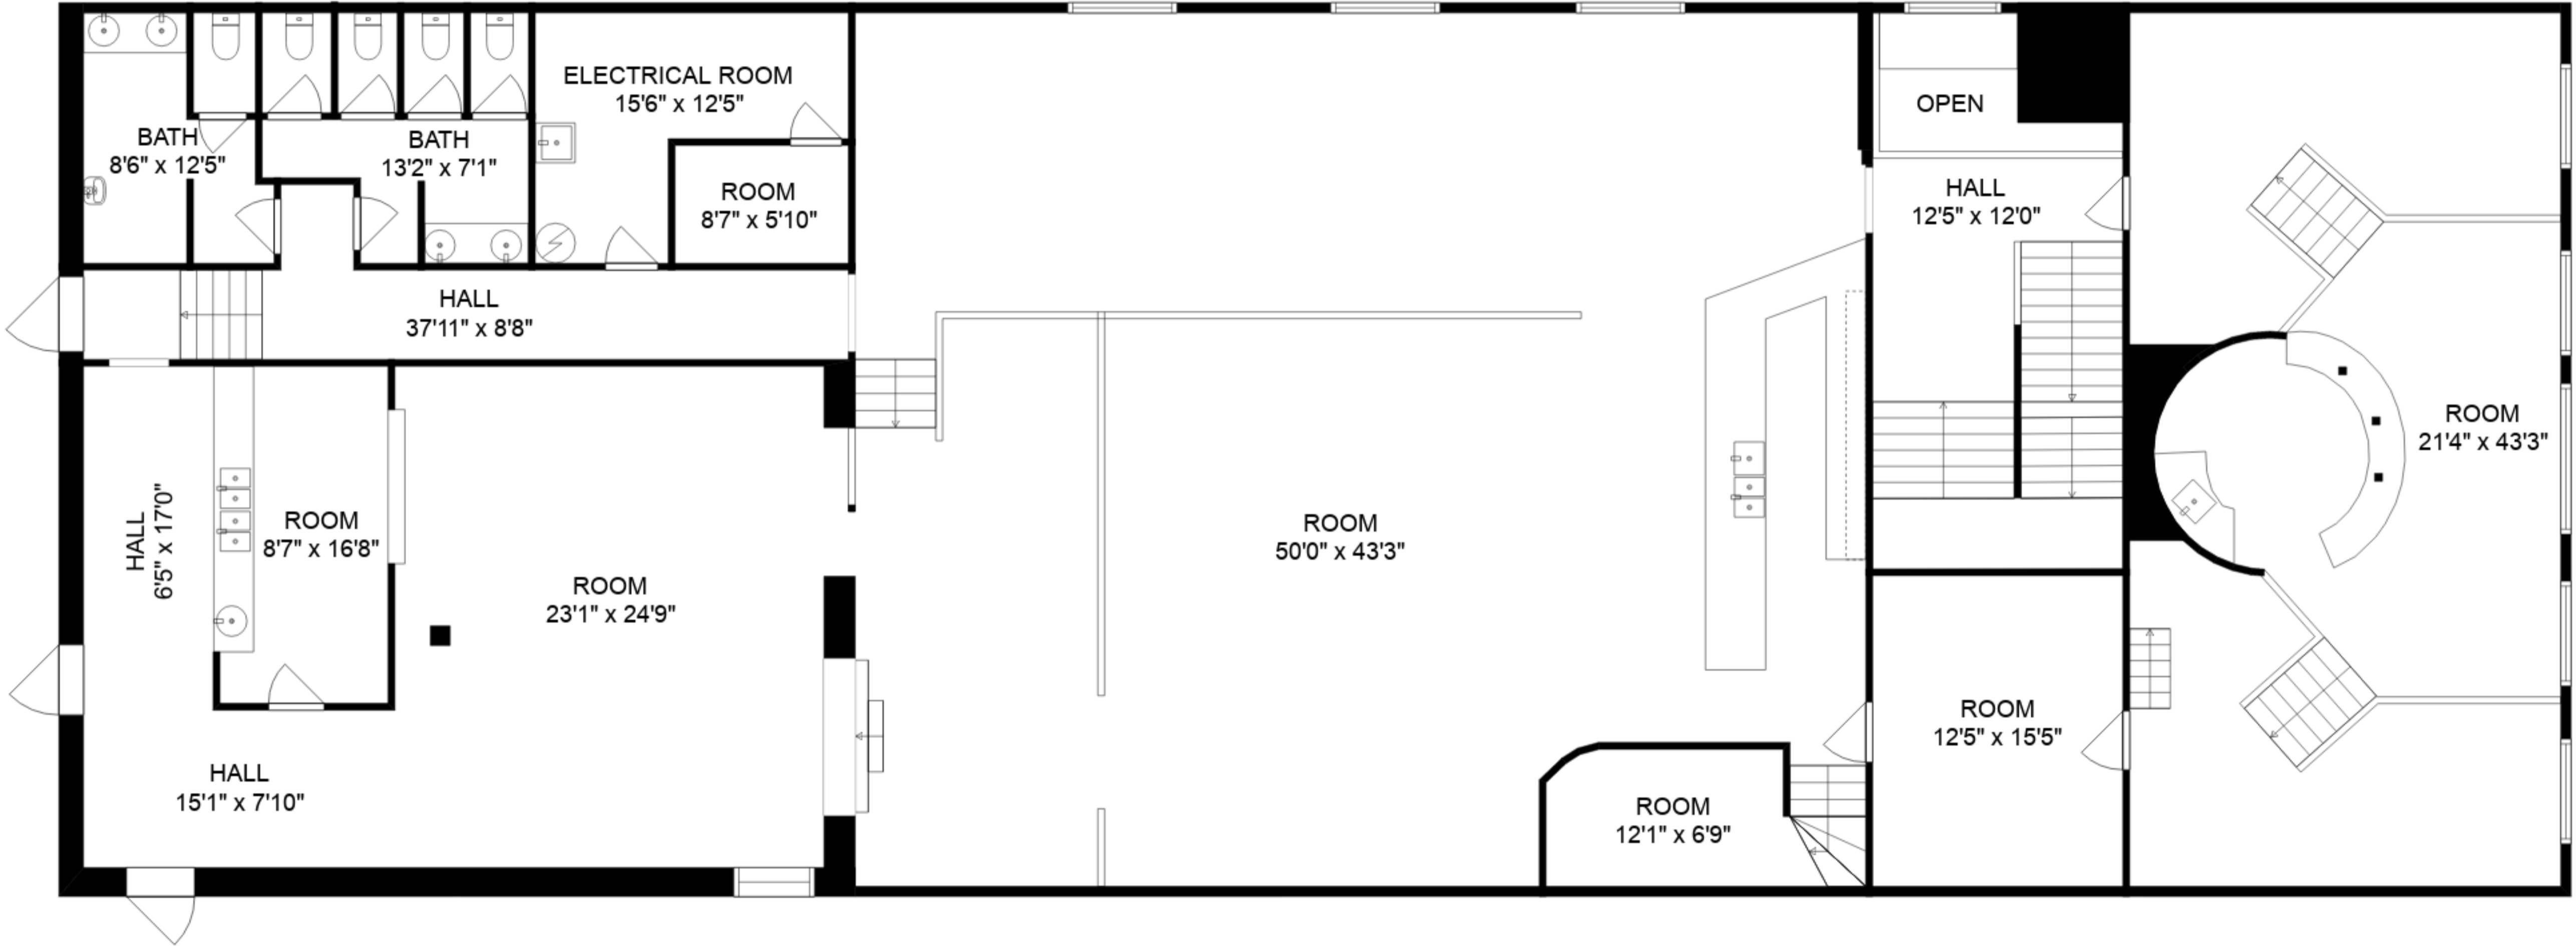 ELECTRICAL ROOM
15'6" x 12'5"
BATH
8'6" x 12'5"
BATH
13'2" x 7'1"
ROOM
8'7" x 5'10"
HALL
37'11" x 8'8"
HALL
6'5" x 17'0"
ROOM
8'7" x 16'8"
ROOM
23'1" x 24'9"
HALL
15'1" x 7'10"
ROOM
50'0" x 43'3"
ROOM
12'1" x 6'9"
OPEN
HALL
12'5" x 12'0"
ROOM
12'5" x 15'5"
ROOM
21'4" x 43'3"